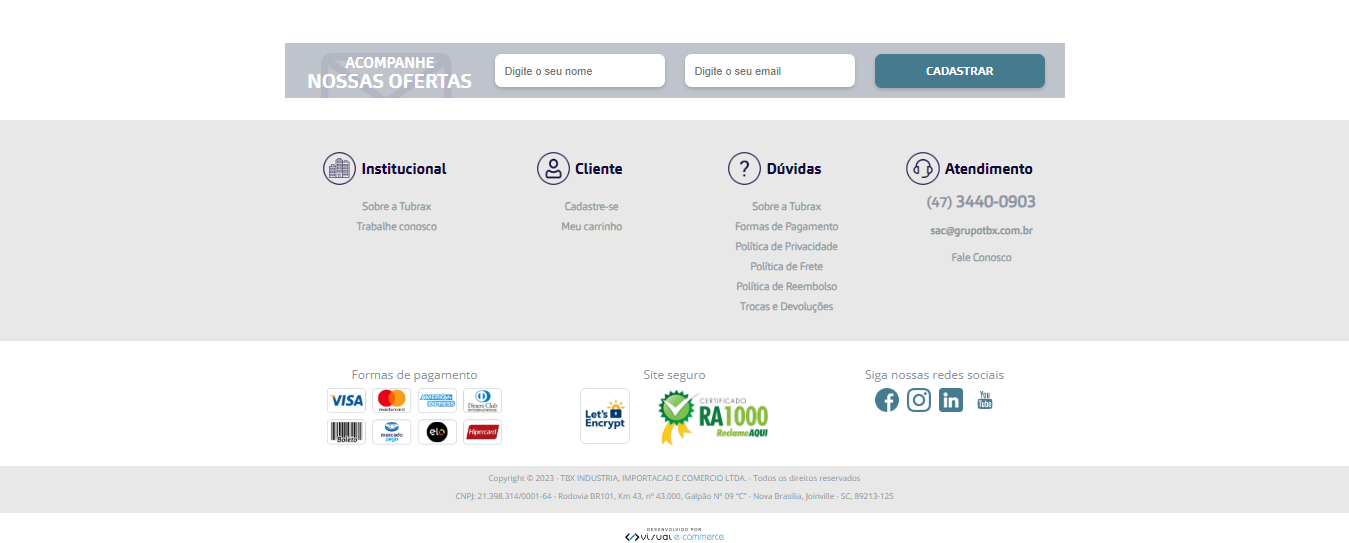 ACOMPANHE
NOSSAS OFERTAS
Digite o seu nome
Digite o seu email
CADASTRAR
Institucional
Sobre a Tubrax
Trabalhe conosco
Cliente
Cadastre-se
Meu carrinho
Dúvidas
Sobre a Tubrax
Formas de Pagamento
Política de Privacidade
Política de Frete
Política de Reembolso
Trocas e Devoluções
Atendimento
(47) 3440-0903
sac@grupotbx.com.br
Fale Conosco
Formas de pagamento
VISA
mastercard
AMERICAN
EXPRESS
Diners Club
INTERNATIONAL
Boleto
mercado
pago
elo
Hipercard
Site seguro
Let's
Encrypt
CERTIFICADO
RA1000
ReclameAQUI
Siga nossas redes sociais
You
Tube
Copyright © 2023 - TBX INDUSTRIA, IMPORTACAO E COMERCIO LTDA. - Todos os direitos reservados
CNPJ: 21.398.314/0001-64 - Rodovia BR101, Km 43, nº 43.000, Galpão Nº 09 "C" - Nova Brasília, Joinville - SC, 89213-125
DESENVOLVIDO POR
visual e-commerce